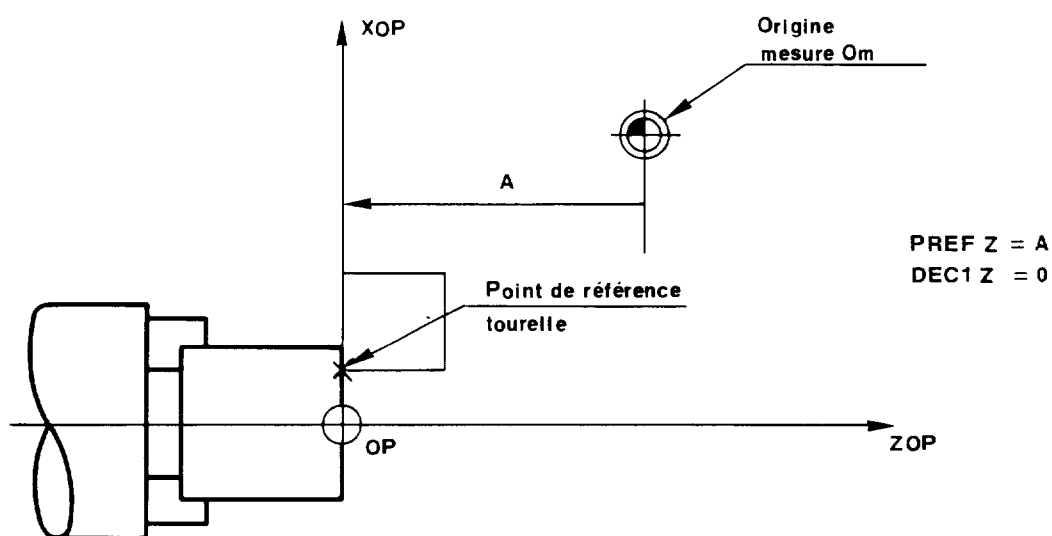 XOP
Origine
mesure Om
A
PREF Z = A
DEC1 Z = 0
Point de référence
tourelle
OP
ZOP